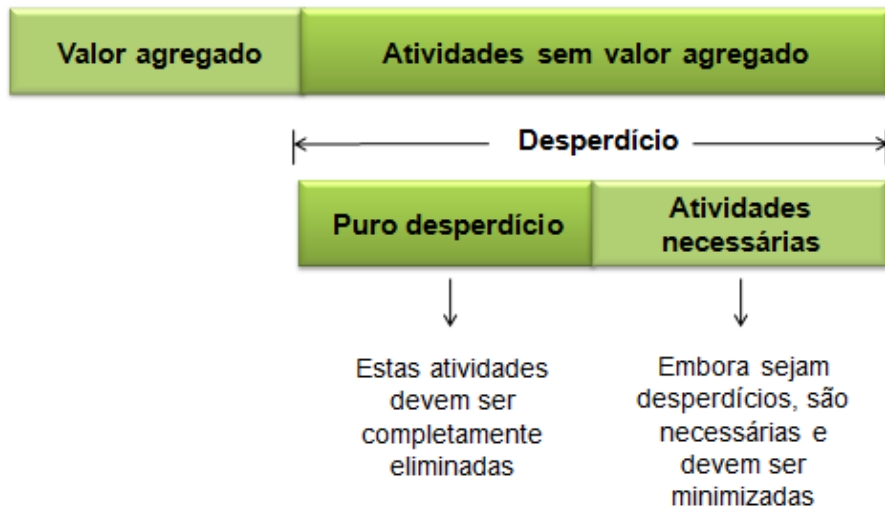 Valor agregado
Atividades sem valor agregado
Desperdício
Puro desperdício
Atividades
necessárias
Estas atividades
devem ser
completamente
eliminadas
Embora sejam
desperdícios, são
necessárias e
devem ser
minimizadas